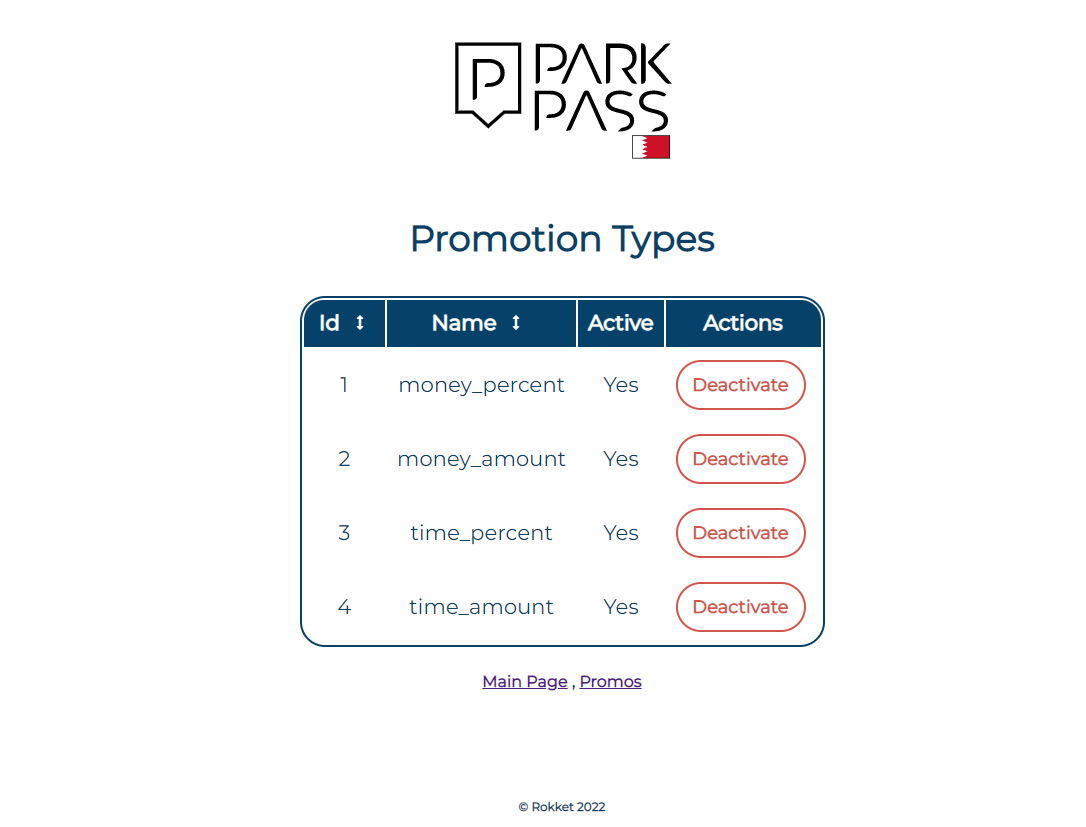 P PARK
PASS
Promotion Types
Id Name Active Actions
1 money_percent Yes Deactivate
2 money_amount Yes Deactivate
3 time_percent Yes Deactivate
4 time_amount Yes Deactivate
Main Page , Promos
© Rokket 2022